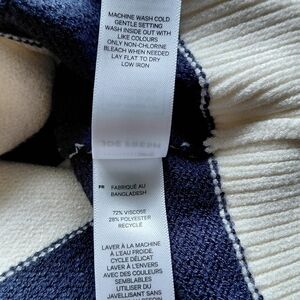 MACHINE WASH COLD
GENTLE SETTING
WASH INSIDE OUT WITH
LIKE COLOURS
ONLY NON-CHLORINE
BLEACH WHEN NEEDED
LAY FLAT TO DRY
LOW IRON
FR
FABRIQUÉ AU
BANGLADESH
72% VISCOSE
28% POLYESTER
RECYCLÉ
LAVER À LA MACHINE
À L'EAU FROIDE,
CYCLE DÉLICAT
LAVER À L'ENVERS
AVEC DES COULEURS
SEMBLABLES
UTILISER DU
JAVELLISANT SANS